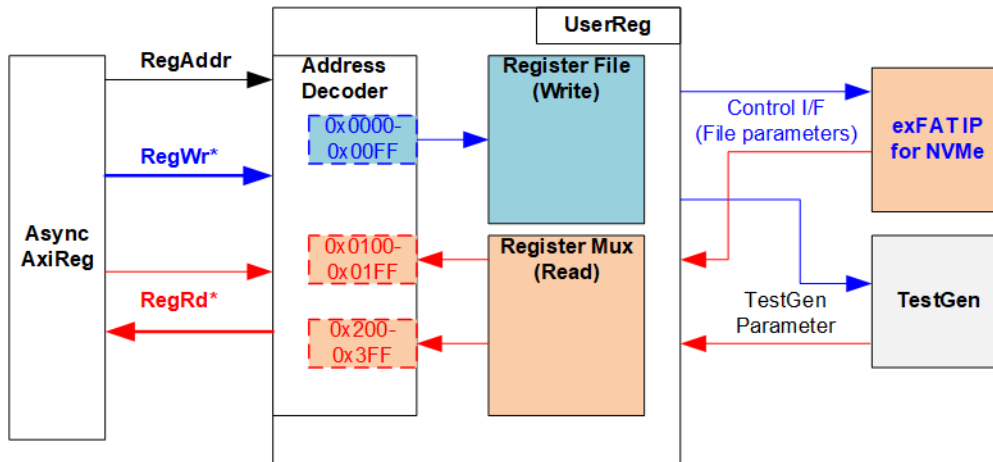 UserReg
RegAddr
Address
Decoder
Register File
(Write)
0x0000-
0x00FF
Control I/F
(File parameters)
exFAT IP
for NVMe
RegWr*
Async
AxiReg
0x0100-
0x01FF
Register Mux
(Read)
RegRd*
0x200-
0x3FF
TestGen
Parameter
TestGen